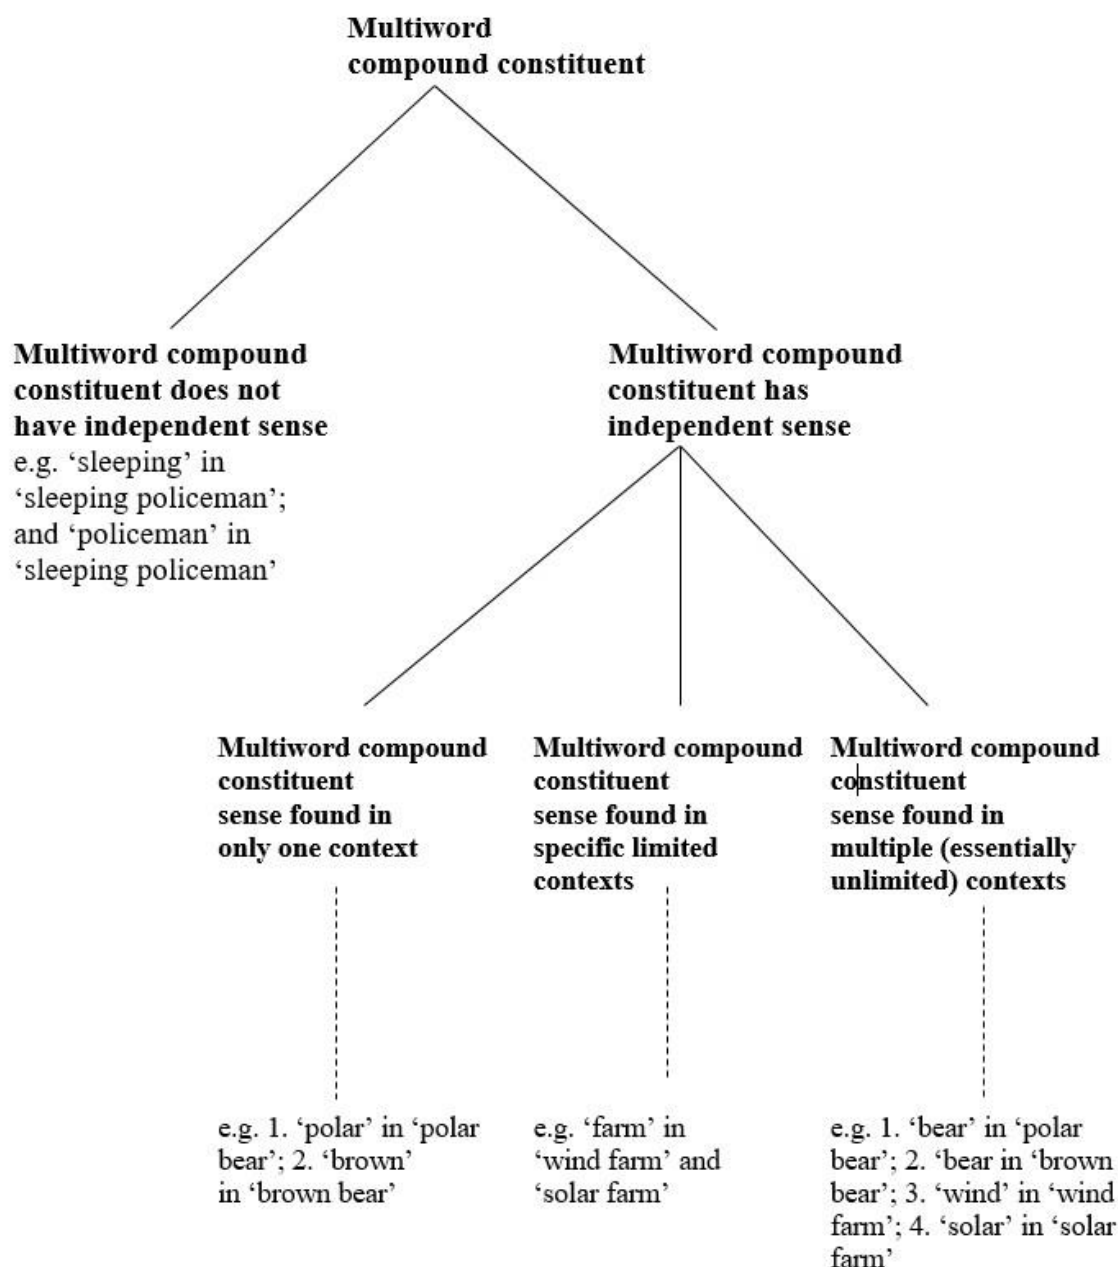 Multiword
compound constituent
Multiword compound
constituent does not
have independent sense
e.g. ‘sleeping’ in
‘sleeping policeman’;
and ‘policeman’ in
‘sleeping policeman’
Multiword compound
constituent has
independent sense
Multiword compound
constituent
sense found in
only one context
Multiword compound
constituent
sense found in
specific limited
contexts
Multiword compound
constituent
sense found in
multiple (essentially
unlimited) contexts
e.g. 1. ‘polar’ in ‘polar
bear’; 2. ‘brown’
in ‘brown bear’
e.g. ‘farm’ in
‘wind farm’ and
‘solar farm’
e.g. 1. ‘bear’ in ‘polar
bear’; 2. ‘bear in ‘brown
bear’; 3. ‘wind’ in ‘wind
farm’; 4. ‘solar’ in ‘solar
farm’